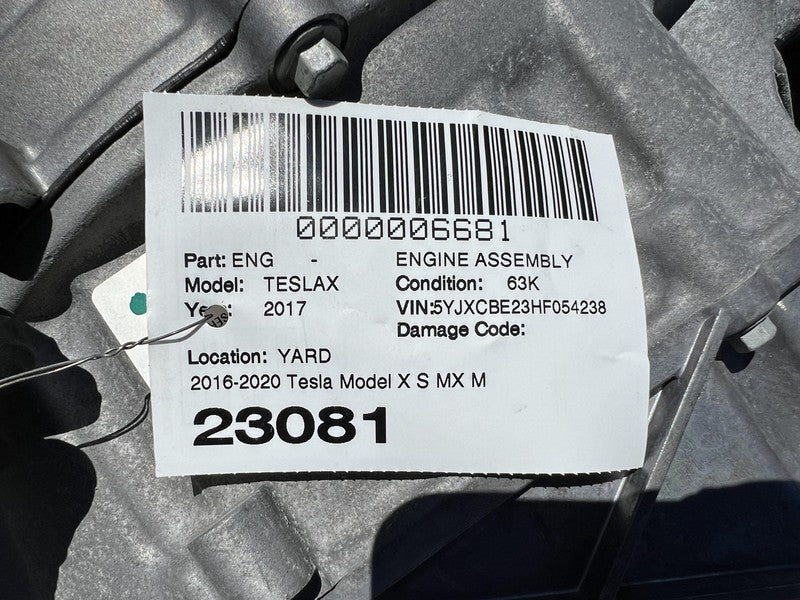 0000006681
Part: ENG - ENGINE ASSEMBLY
Model: TESLAX Condition: 63K
2017 VIN:5YJXCBE23HF054238
Damage Code:
Location: YARD
2016-2020 Tesla Model X S MX M
23081